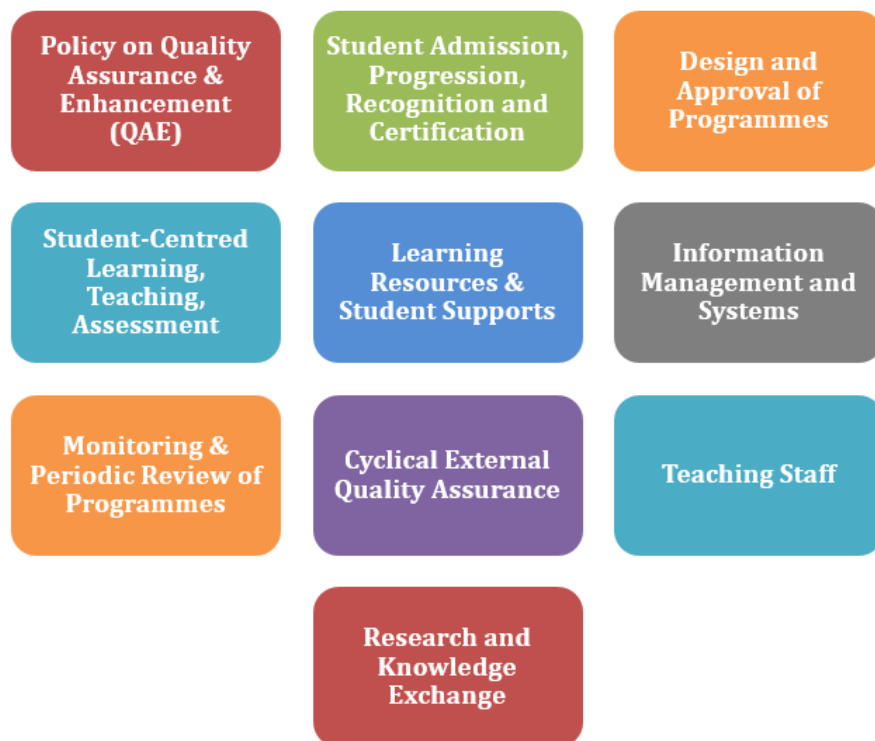 Policy on Quality
Assurance &
Enhancement
(QAE)
Student Admission,
Progression,
Recognition and
Certification
Design and
Approval of
Programmes
Student-Centred
Learning,
Teaching,
Assessment
Learning
Resources &
Student Supports
Information
Management and
Systems
Monitoring &
Periodic Review of
Programmes
Cyclical External
Quality Assurance
Teaching Staff
Research and
Knowledge
Exchange